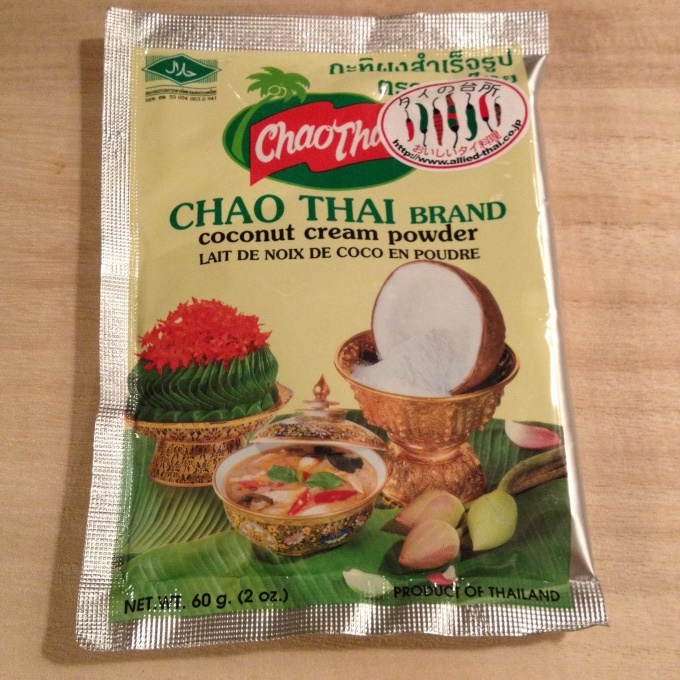 حلال
กะทิผงสำเร็จรูป
タイの台所
おいしいタイ料理
http://www.allied-thai.co.jp
CHAO THAI BRAND
coconut cream powder
LAIT DE NOIX DE COCO EN POUDRE
NET.WT. 60 g. (2 oz.)
PRODUCT OF THAILAND